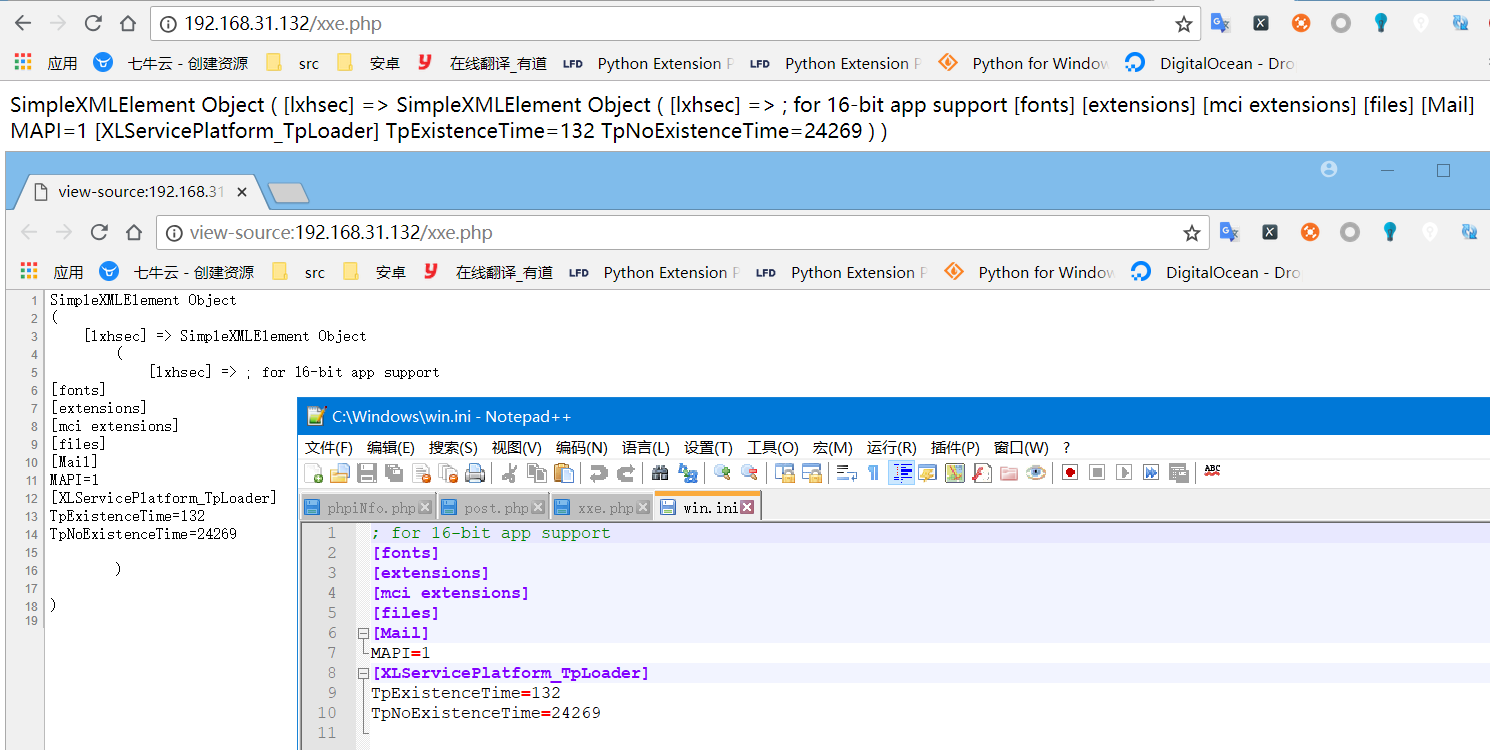 192.168.31.132/xxe.php
应用 七牛云 - 创建资源 src 安卓 在线翻译_有道 LFD Python Extension P LFD Python Extension P Python for Window DigitalOcean - Dro
SimpleXMLElement Object ( [lxhsec] => SimpleXMLElement Object ( [lxhsec] => ; for 16-bit app support [fonts] [extensions] [mci extensions] [files] [Mail]
MAPI=1 [XLServicePlatform_TpLoader] TpExistenceTime=132 TpNoExistenceTime=24269 ) )
view-source:192.168.31
view-source:192.168.31.132/xxe.php
应用 七牛云 - 创建资源 src 安卓 在线翻译_有道 LFD Python Extension P LFD Python Extension P Python for Window DigitalOcean - Dro
1 SimpleXMLElement Object
2 (
3 [lxhsec] => SimpleXMLElement Object
4 (
5 [lxhsec] => ; for 16-bit app support
6 [fonts]
7 [extensions]
8 [mci extensions]
9 [files]
10 [Mail]
11 MAPI=1
12 [XLServicePlatform_TpLoader]
13 TpExistenceTime=132
14 TpNoExistenceTime=24269
15
16 )
17
18 )
19
C:\Windows\win.ini - Notepad++
文件(F) 编辑(E) 搜索(S) 视图(V) 编码(N) 语言(L) 设置(T) 工具(O) 宏(M) 运行(R) 插件(P) 窗口(W) ?
ABC
phpiNfo.php post.php xxe.php win.ini
1 ; for 16-bit app support
2 [fonts]
3 [extensions]
4 [mci extensions]
5 [files]
6 [Mail]
7 MAPI=1
8 [XLServicePlatform_TpLoader]
9 TpExistenceTime=132
10 TpNoExistenceTime=24269
11